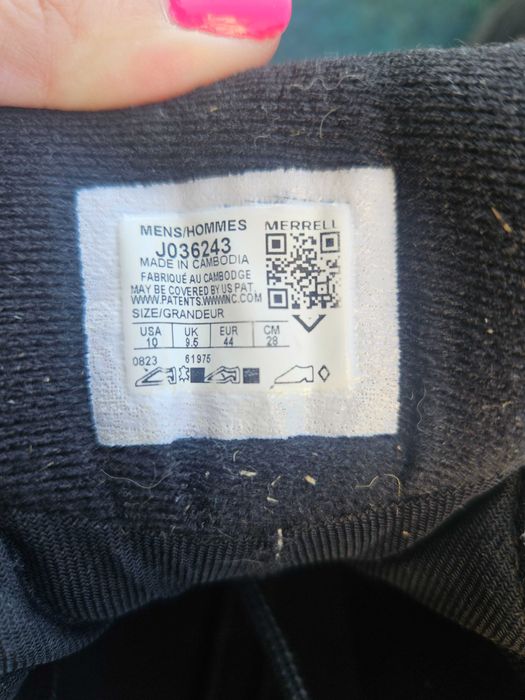 MENS/HOMMES
MERRELL
J036243
MADE IN CAMBODIA
FABRIQUÉ AU CAMBODGE
MAY BE COVERED BY US PAT.
WWW.PATENTS.WWWINC.COM
SIZE/GRANDEUR
USA UK EUR CM
10 9.5 44 28
0823 61975